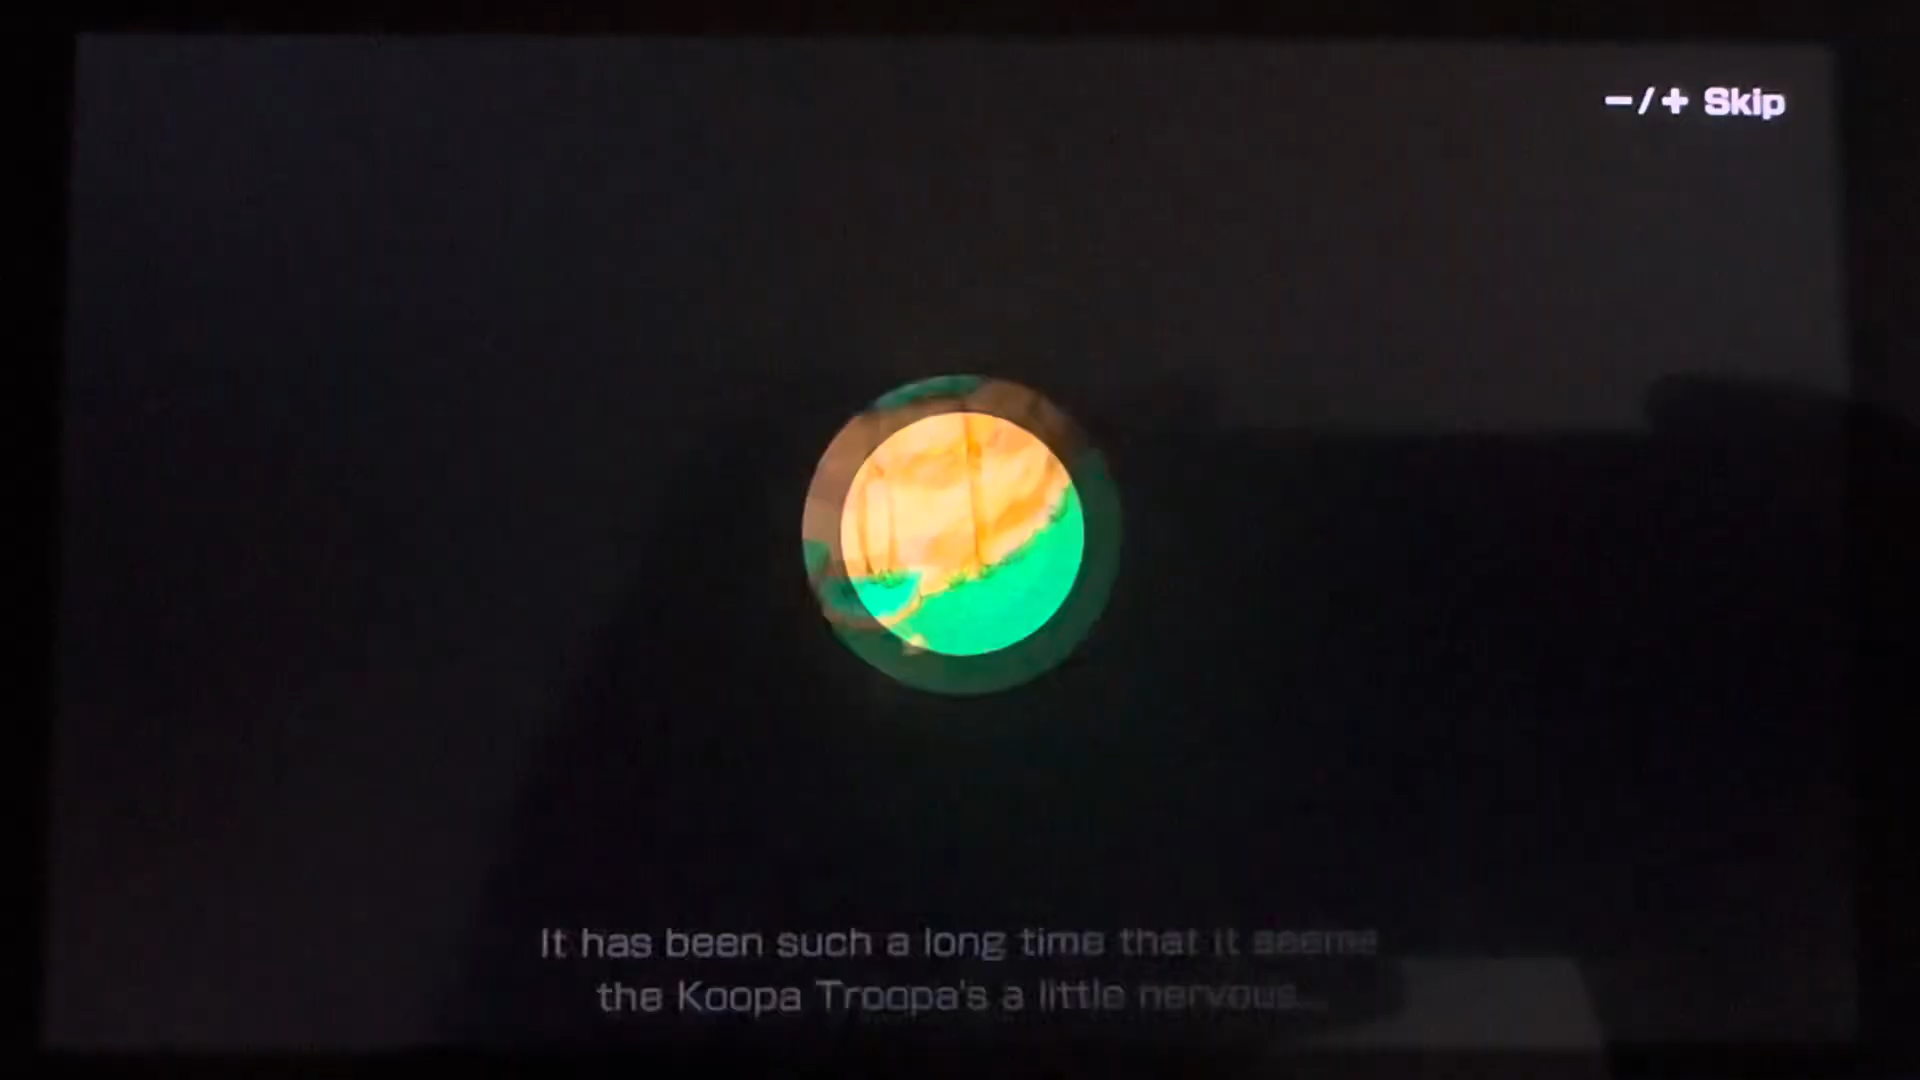 −/+ Skip
It has been such a long time that it seems
the Koopa Troopa's a little nervous...